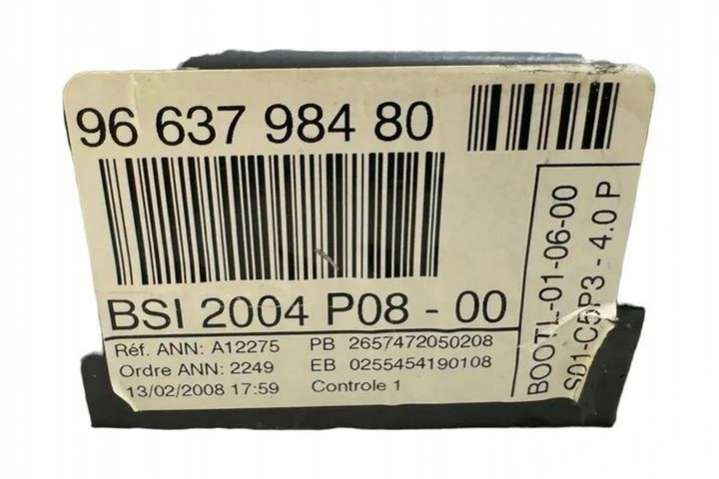 96 637 984 80
BSI 2004 P08 - 00
Réf. ANN: A12275 PB 2657472050208
Ordre ANN: 2249 EB 0255454190108
13/02/2008 17:59 Controle 1
BOOTL-01-06-00
S01-C5P3 - 4.0 P